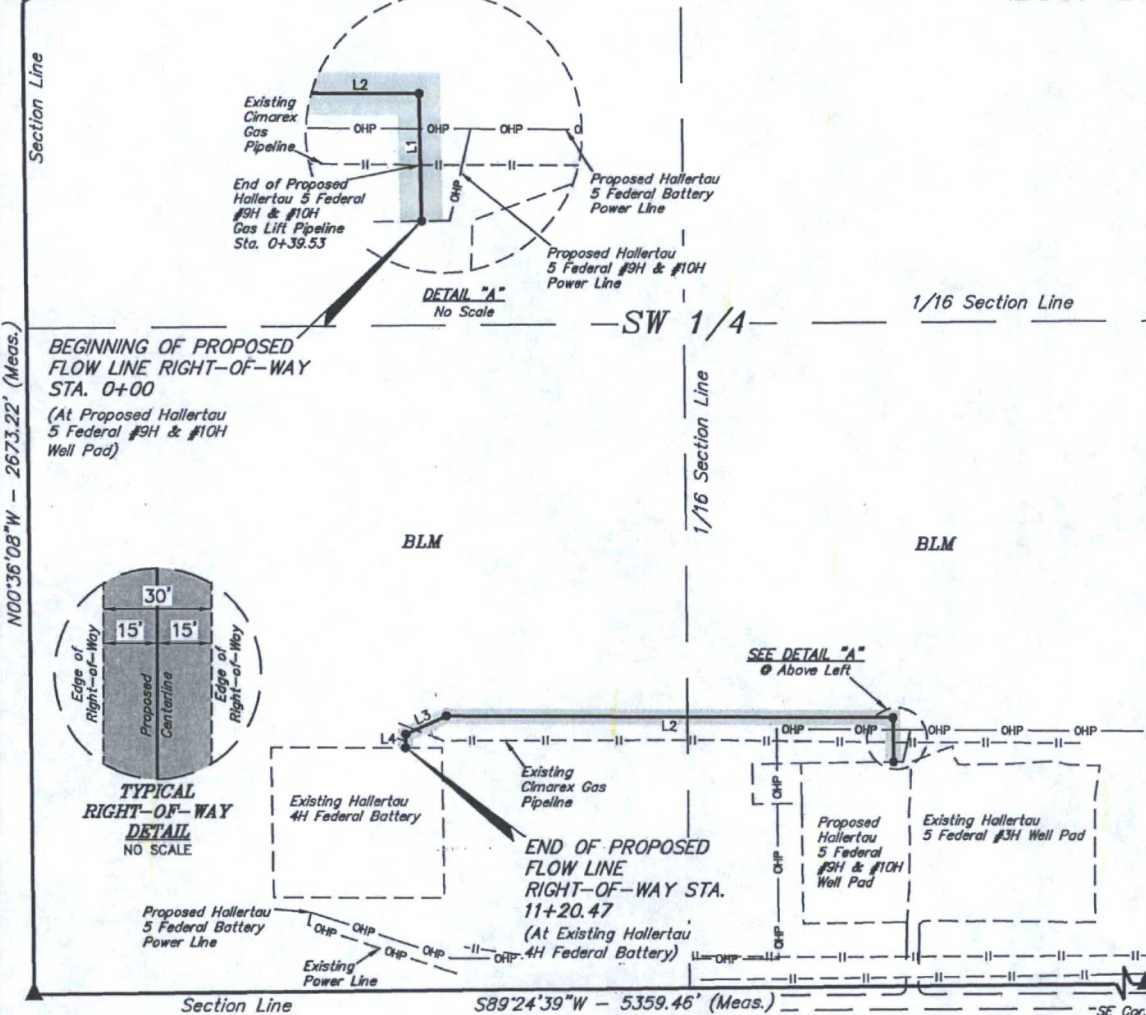 Section Line
L2
Existing
Cimarex
Gas
Pipeline
OHP OHP OHP
L1
OHP
End of Proposed
Hallertau 5 Federal
#9H & #10H
Gas Lift Pipeline
Sta. 0+39.53
Proposed Hallertau
5 Federal Battery
Power Line
Proposed Hallertau
5 Federal #9H & #10H
Power Line
DETAIL "A"
No Scale
SW 1/4
1/16 Section Line
BEGINNING OF PROPOSED
FLOW LINE RIGHT-OF-WAY
STA. 0+00
(At Proposed Hallertau
5 Federal #9H & #10H
Well Pad)
N00°36'08"W - 2673.22' (Meas.)
1/16 Section Line
BLM
BLM
30'
15' 15'
Edge of
Right-of-Way
Proposed
Centerline
Edge of
Right-of-Way
TYPICAL
RIGHT-OF-WAY
DETAIL
NO SCALE
SEE DETAIL "A"
@ Above Left
L3
L2
L4
OHP OHP OHP
Existing
Cimarex Gas
Pipeline
Existing Hallertau
4H Federal Battery
OHP
OHP
Proposed
Hallertau
5 Federal
#9H & #10H
Well Pad
Existing Hallertau
5 Federal #3H Well Pad
END OF PROPOSED
FLOW LINE
RIGHT-OF-WAY STA.
11+20.47
(At Existing Hallertau
4H Federal Battery)
Proposed Hallertau
5 Federal Battery
Power Line
OHP OHP
OHP OHP OHP
OHP
OHP
Existing
Power Line
Section Line
S89°24'39"W - 5359.46' (Meas.)